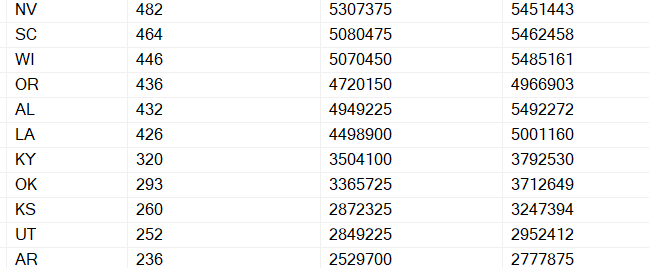 NV 482 5307375 5451443
SC 464 5080475 5462458
WI 446 5070450 5485161
OR 436 4720150 4966903
AL 432 4949225 5492272
LA 426 4498900 5001160
KY 320 3504100 3792530
OK 293 3365725 3712649
KS 260 2872325 3247394
UT 252 2849225 2952412
AR 236 2529700 2777875